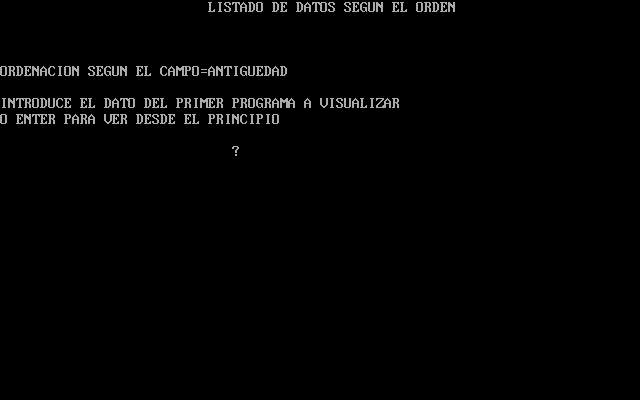 LISTADO DE DATOS SEGUN EL ORDEN
ORDENACION SEGUN EL CAMPO=ANTIGUEDAD
INTRODUCE EL DATO DEL PRIMER PROGRAMA A VISUALIZAR
O ENTER PARA VER DESDE EL PRINCIPIO
?